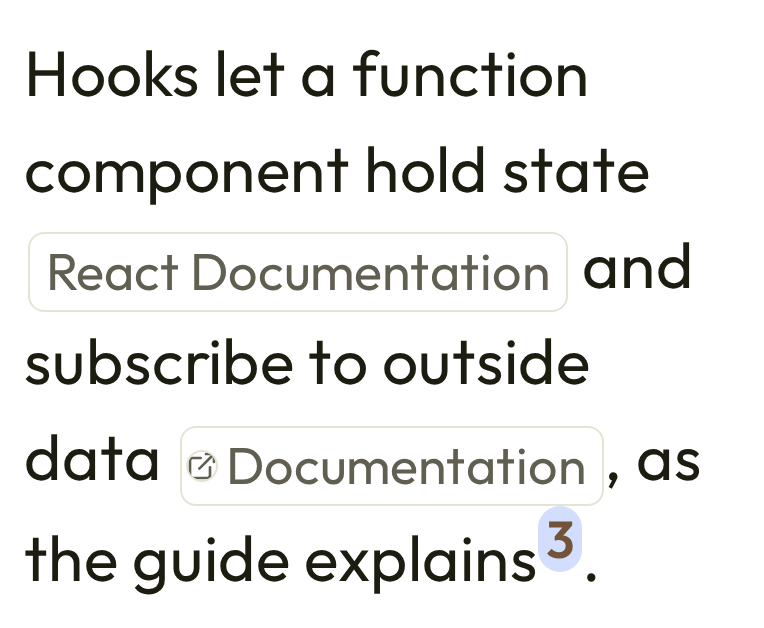 Hooks let a function
component hold state
React Documentation and
subscribe to outside
data Documentation, as
the guide explains3.